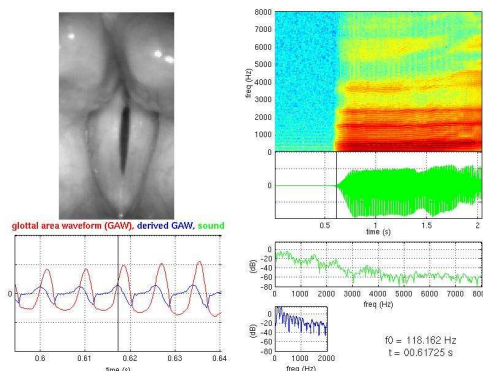 8000
7000
6000
5000
4000
3000
2000
1000
0
freq (Hz)
0
0.5 1 1.5 2
time (s)
glottal area waveform (GAW), derived GAW, sound
0
0.6 0.61 0.62 0.63 0.64
time (s)
(dB)
0
-20
-40
-60
-80
0 1000 2000 3000 4000 5000 6000 7000 8000
freq (Hz)
(dB)
0
-20
-40
-60
-80
0 1000 2000
freq (Hz)
f0 = 118.162 Hz
t = 00.61725 s